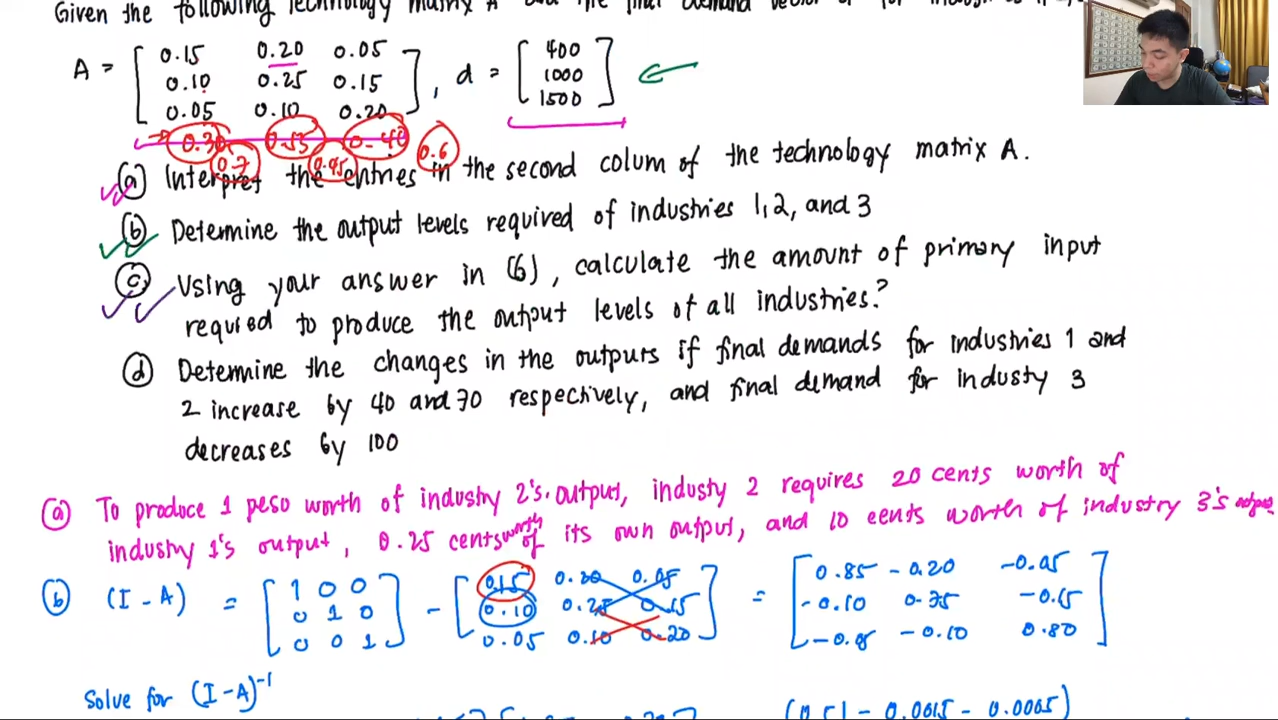 Given the following Technology matrix A and the final demand vector d for industries
A = [ 0.15 0.20 0.05
0.10 0.25 0.15
0.05 0.10 0.20 ] , d = [ 400
1000
1500 ]
0.30 0.55 0.40
0.7 0.45 0.6
(a) Interpret the entries in the second colum of the technology matrix A.
(b) Determine the output levels required of industries 1, 2, and 3
(c) Using your answer in (b), calculate the amount of primary input
required to produce the output levels of all industries?
(d) Determine the changes in the outputs if final demands for industries 1 and
2 increase by 40 and 70 respectively, and final demand for industy 3
decreases by 100
(a) To produce 1 peso worth of industy 2's output, industy 2 requires 20 cents worth of
industry 1's output, 0.25 cents worth of its own output, and 10 cents worth of industry 3's output
(b) (I - A) = [ 1 0 0
0 1 0
0 0 1 ] - [ 0.15 0.20 0.05
0.10 0.25 0.15
0.05 0.10 0.20 ] = [ 0.85 -0.20 -0.05
-0.10 0.75 -0.15
-0.05 -0.10 0.80 ]
Solve for (I-A)⁻¹
(0.51 - 0.0015 - 0.0005)